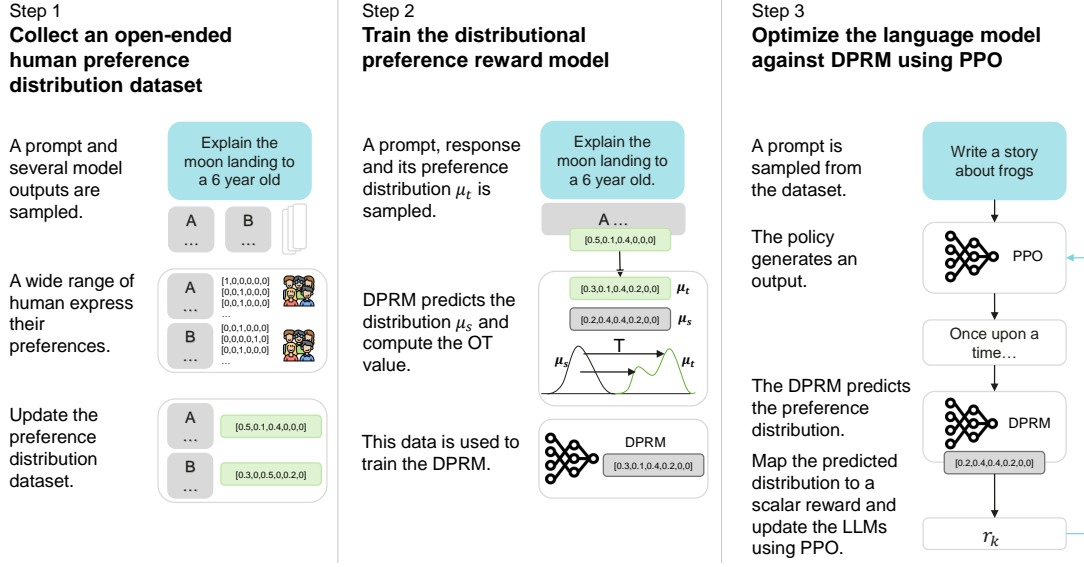 Step 1
Collect an open-ended
human preference
distribution dataset
A prompt and
several model
outputs are
sampled.
Explain the
moon landing to
a 6 year old
A
...
B
...
A wide range of
human express
their
preferences.
A
...
[1,0,0,0,0,0]
[0,0,1,0,0,0]
[0,0,1,0,0,0]
...
B
...
[0,0,1,0,0,0]
[0,0,0,0,1,0]
[0,0,1,0,0,0]
...
Update the
preference
distribution
dataset.
A
...
[0.5,0.1,0.4,0,0,0]
B
...
[0.3,0,0.5,0,0.2,0]
Step 2
Train the distributional
preference reward model
A prompt, response
and its preference
distribution μt is
sampled.
Explain the
moon landing to
a 6 year old.
A ...
[0.5,0.1,0.4,0,0,0]
DPRM predicts the
distribution μs and
compute the OT
value.
[0.3,0.1,0.4,0.2,0,0] μt
[0.2,0.4,0.4,0.2,0,0] μs
μs T μt
This data is used to
train the DPRM.
DPRM
[0.3,0.1,0.4,0.2,0,0]
Step 3
Optimize the language model
against DPRM using PPO
A prompt is
sampled from
the dataset.
Write a story
about frogs
The policy
generates an
output.
PPO
Once upon a
time...
The DPRM predicts
the preference
distribution.
DPRM
[0.2,0.4,0.4,0.2,0,0]
Map the predicted
distribution to a
scalar reward and
update the LLMs
using PPO.
rk